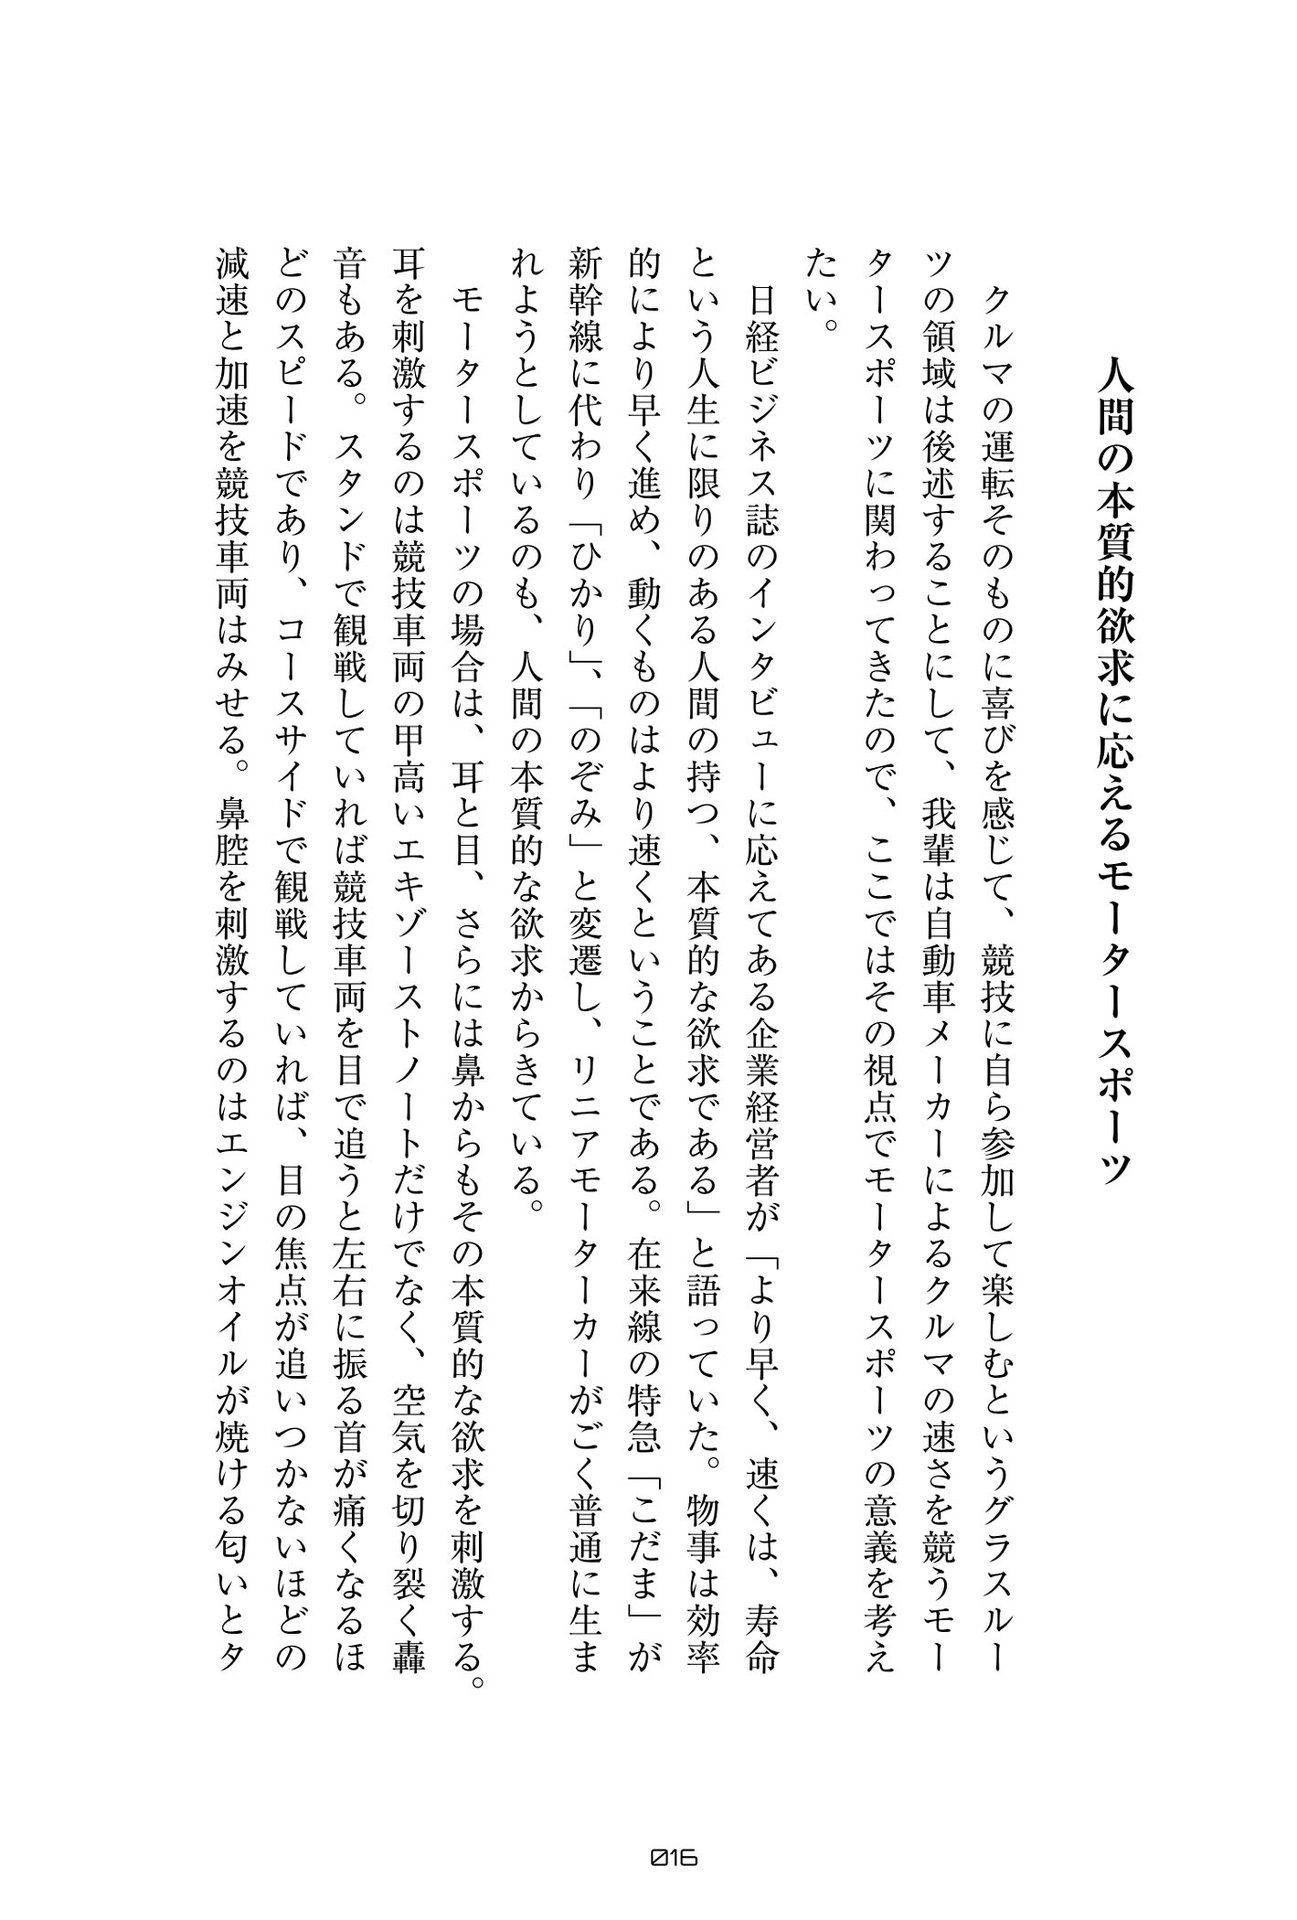 人間の本質的欲求に応えるモータースポーツ
クルマの運転そのものに喜びを感じて、競技に自ら参加して楽しむというグラスルー
ツの領域は後述することにして、我輩は自動車メーカーによるクルマの速さを競うモー
タースポーツに関わってきたので、ここではその視点でモータースポーツの意義を考え
たい。
日経ビジネス誌のインタビューに応えてある企業経営者が「より早く、速くは、寿命
という人生に限りのある人間の持つ、本質的な欲求である」と語っていた。物事は効率
的により早く進め、動くものはより速くということである。在来線の特急「こだま」が
新幹線に代わり「ひかり」、「のぞみ」と変遷し、リニアモーターカーがごく普通に生ま
れようとしているのも、人間の本質的な欲求からきている。
モータースポーツの場合は、耳と目、さらには鼻からもその本質的な欲求を刺激する。
耳を刺激するのは競技車両の甲高いエキゾーストノートだけでなく、空気を切り裂く轟
音もある。スタンドで観戦していれば競技車両を目で追うと左右に振る首が痛くなるほ
どのスピードであり、コースサイドで観戦していれば、目の焦点が追いつかないほどの
減速と加速を競技車両はみせる。鼻腔を刺激するのはエンジンオイルが焼ける匂いとタ
016